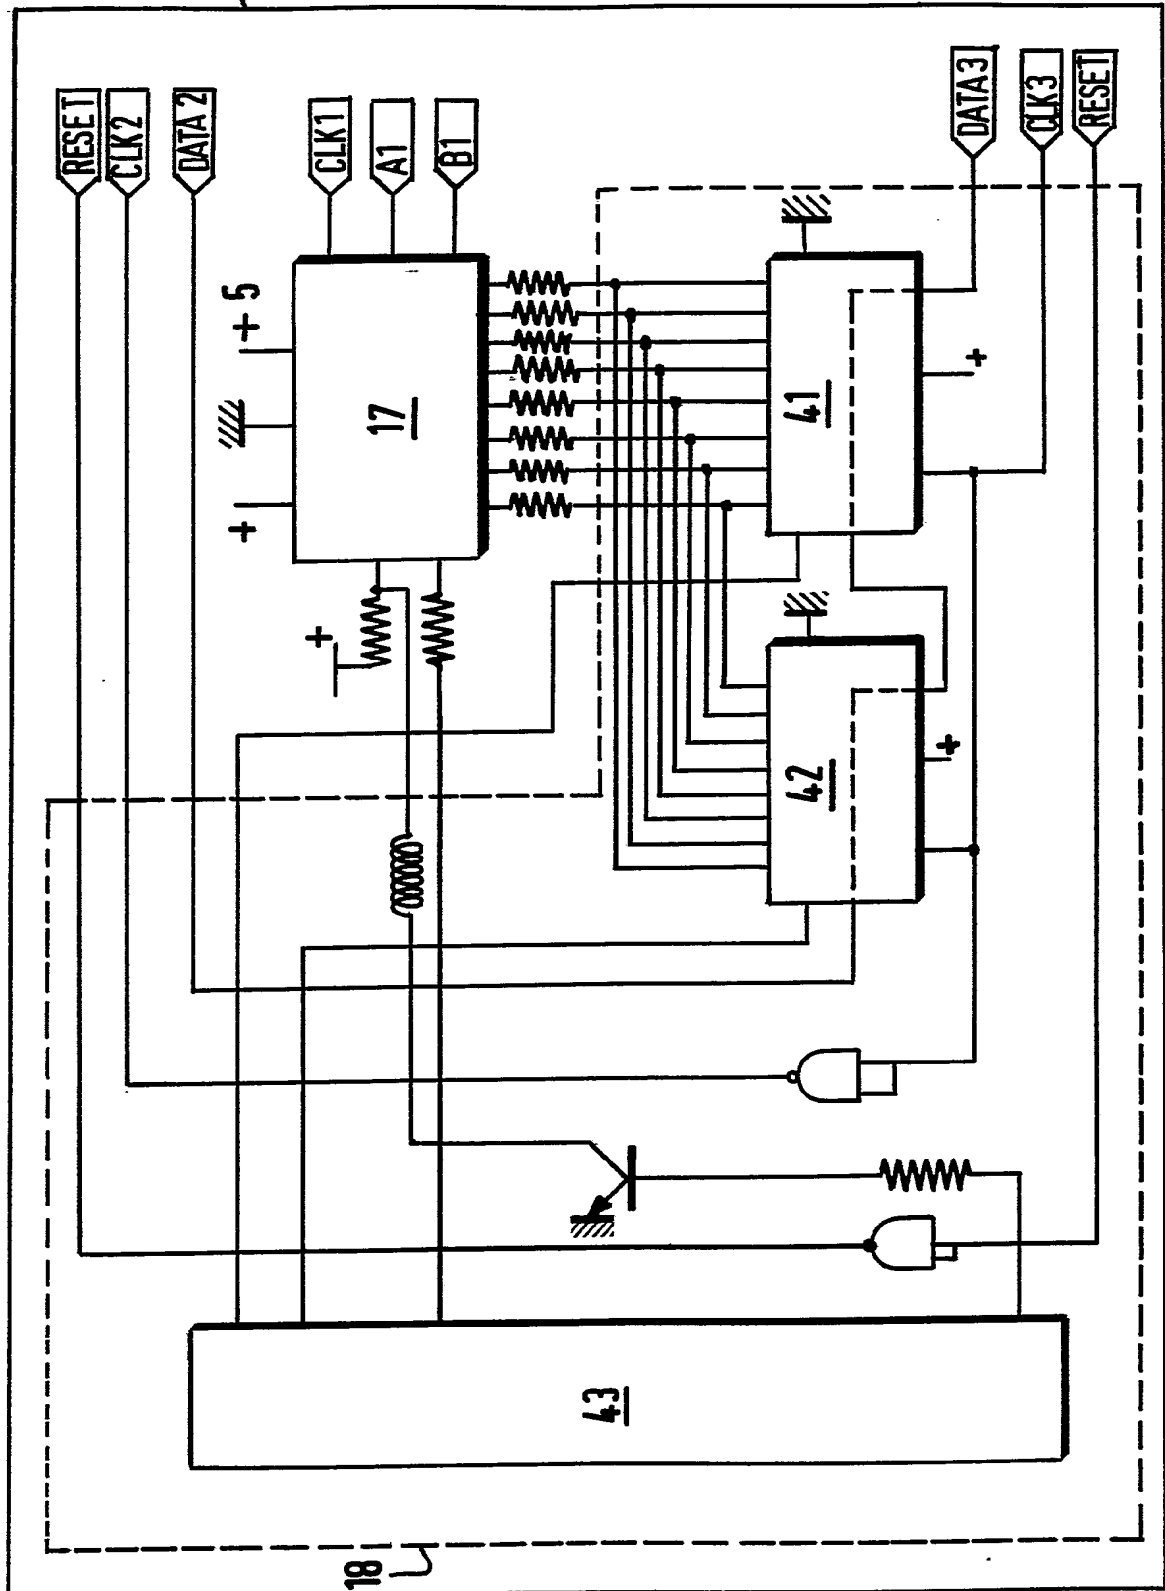 RESET
CLK2
DATA 2
CLK1
A1
B1
DATA3
CLK3
RESET
+ 5
+
17
+
41
+
42
+
43
18